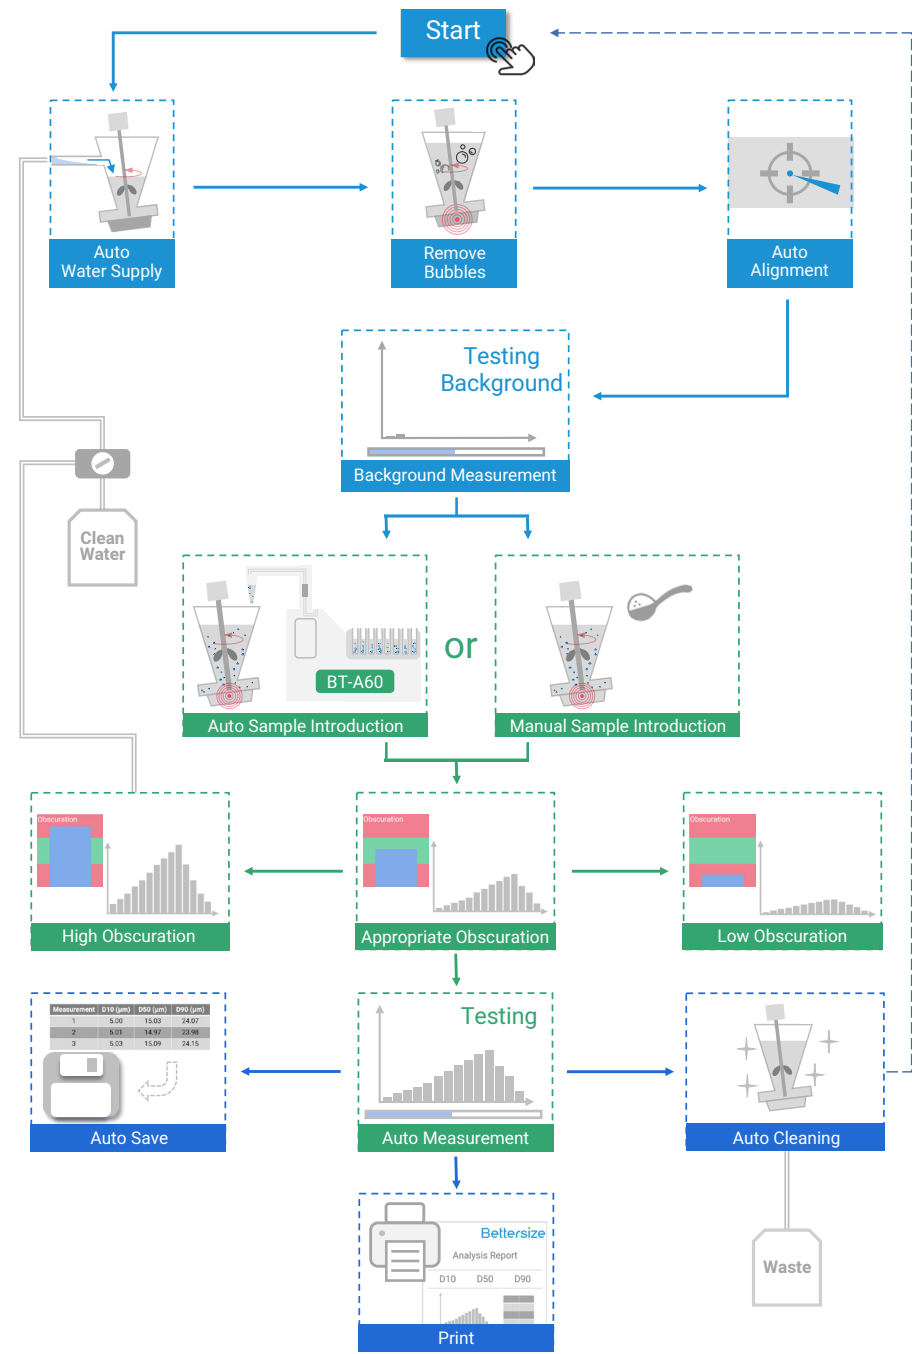 Start
Auto
Water Supply
Remove
Bubbles
Auto
Alignment
Testing
Background
Background Measurement
Clean
Water
BT-A60
or
Auto Sample Introduction
Manual Sample Introduction
Obscuration
High Obscuration
Obscuration
Appropriate Obscuration
Obscuration
Low Obscuration
Measurement D10 (μm) D50 (μm) D90 (μm)
1 5.00 15.03 24.07
2 5.01 14.97 23.98
3 5.03 15.09 24.15
Auto Save
Testing
Auto Measurement
Auto Cleaning
Bettersize
Analysis Report
D10 D50 D90
Print
Waste